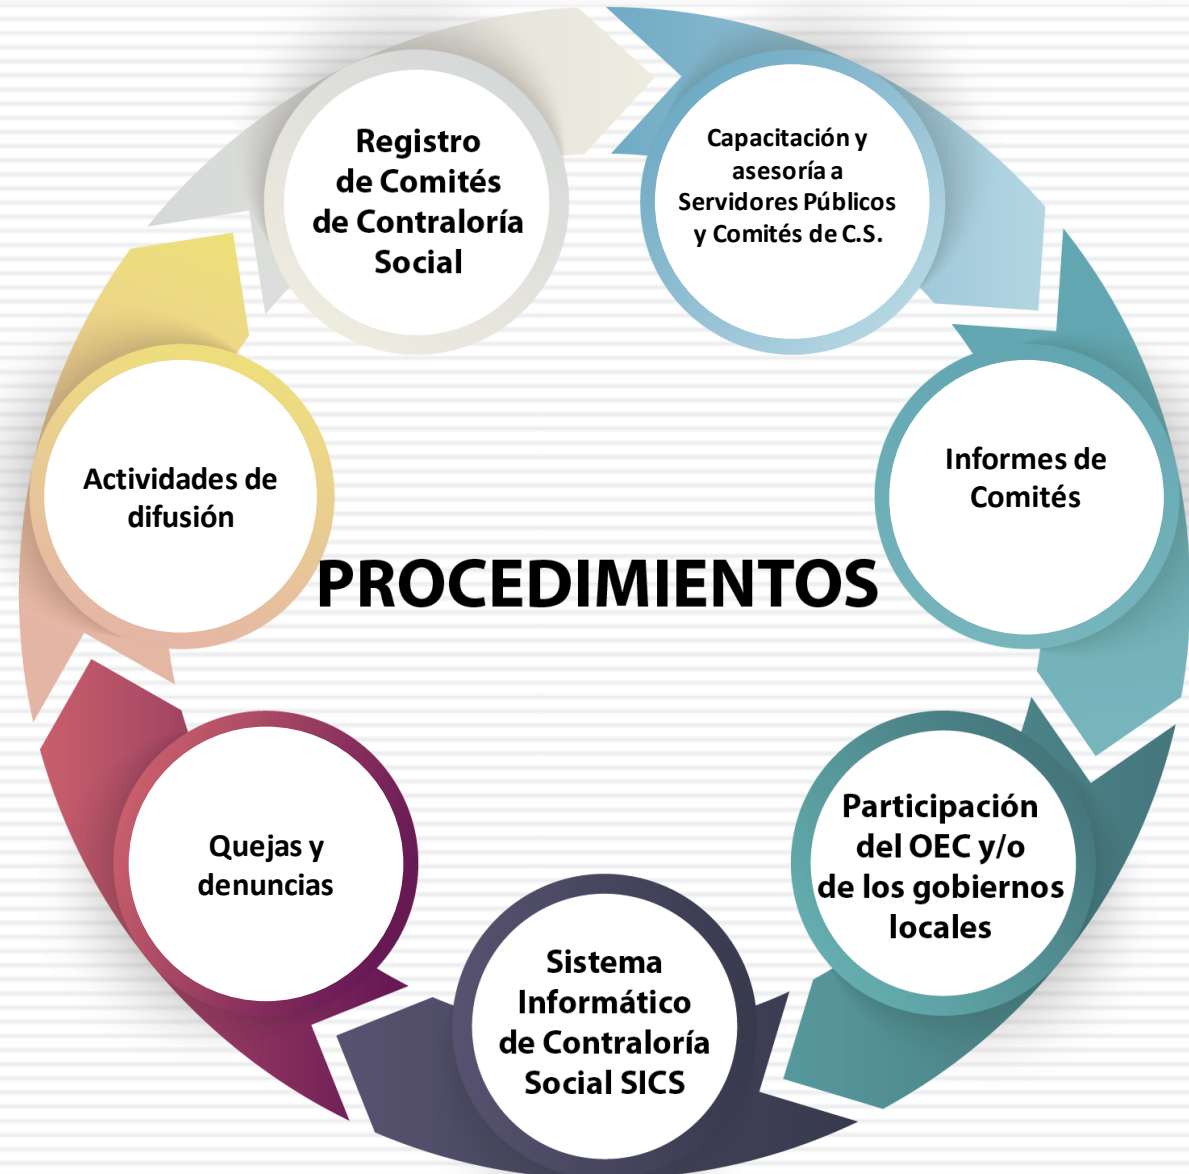 Registro
de Comités
de Contraloría
Social
Capacitación y
asesoría a
Servidores Públicos
y Comités de C.S.
Informes de
Comités
Actividades de
difusión
PROCEDIMIENTOS
Participación
del OEC y/o
de los gobiernos
locales
Quejas y
denuncias
Sistema
Informático
de Contraloría
Social SICS